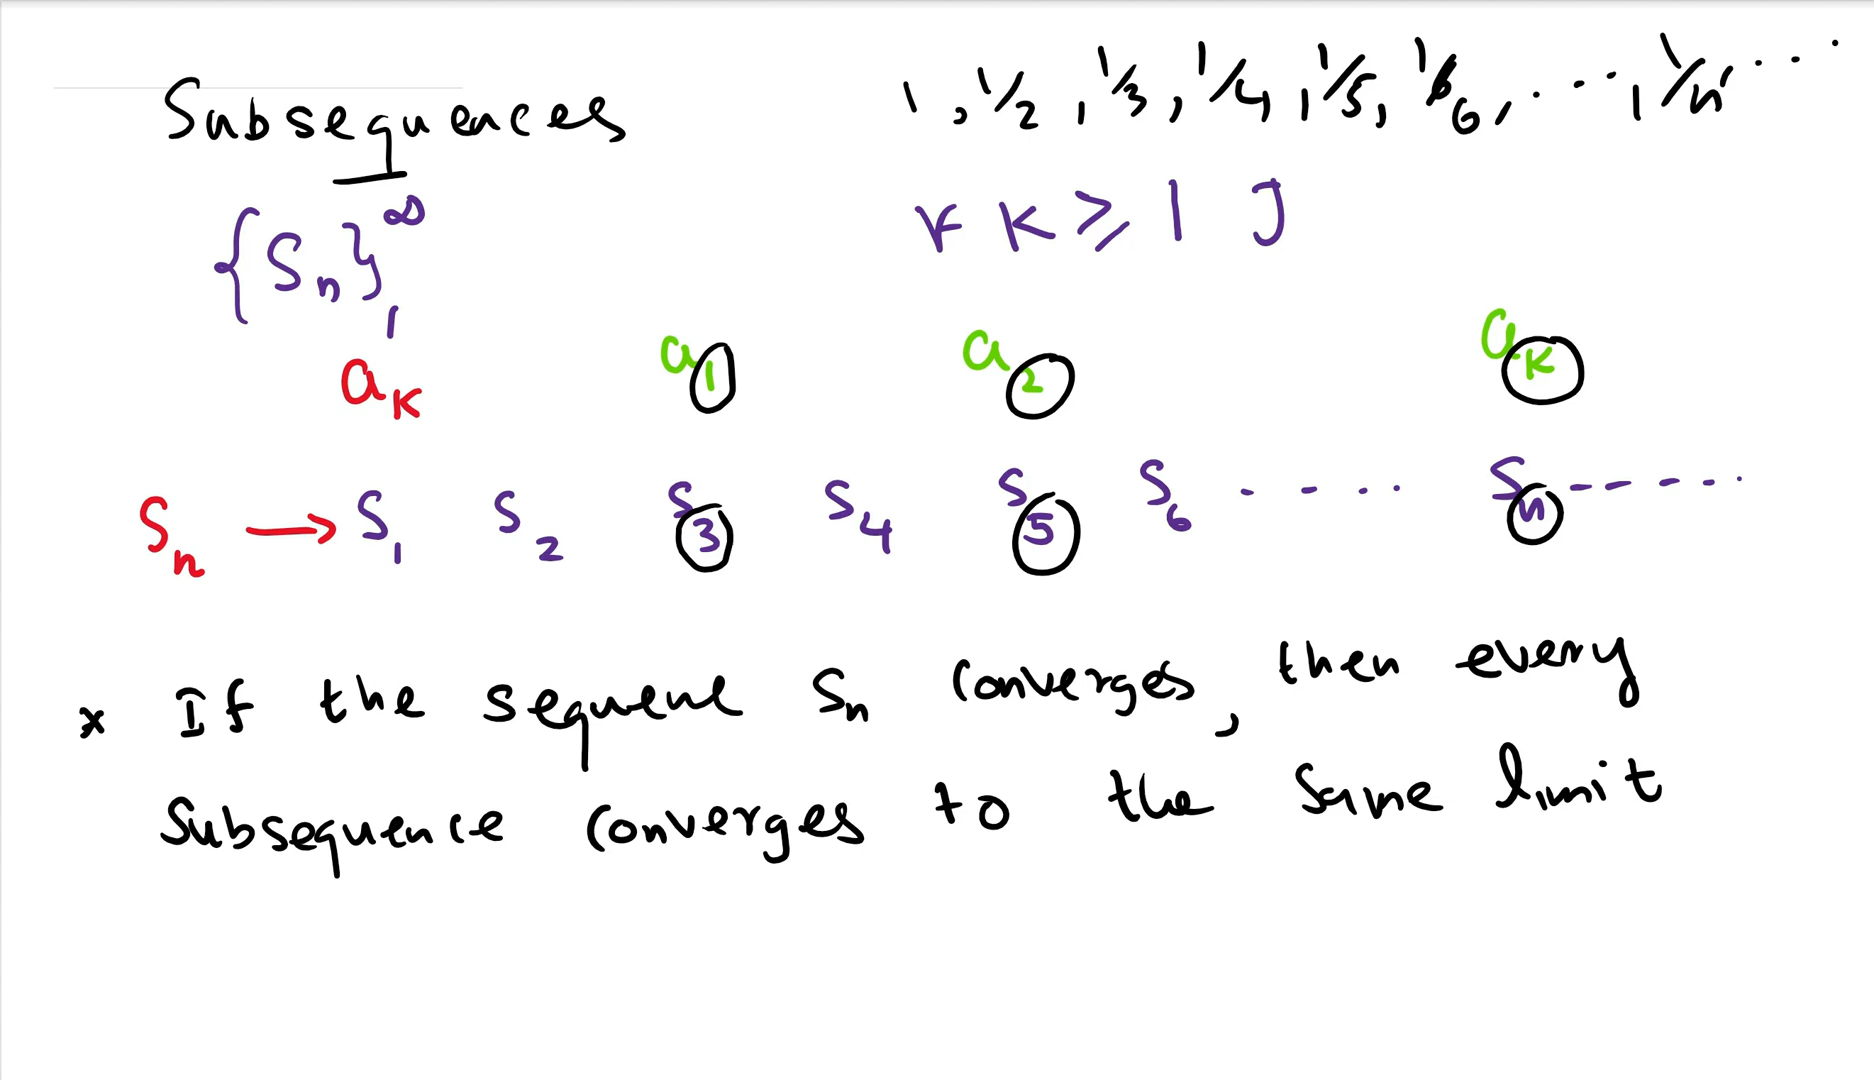 Subsequences
1, 1/2, 1/3, 1/4, 1/5, 1/6, ..., 1/n, ...
{Sn}₁^∞
∀ K ≥ 1 J
aK
a1 a2 aK
Sn → S1 S2 S3 S4 S5 S6 .... Sn ------
* If the sequene Sn converges, then every
Subsequence converges to the same limit